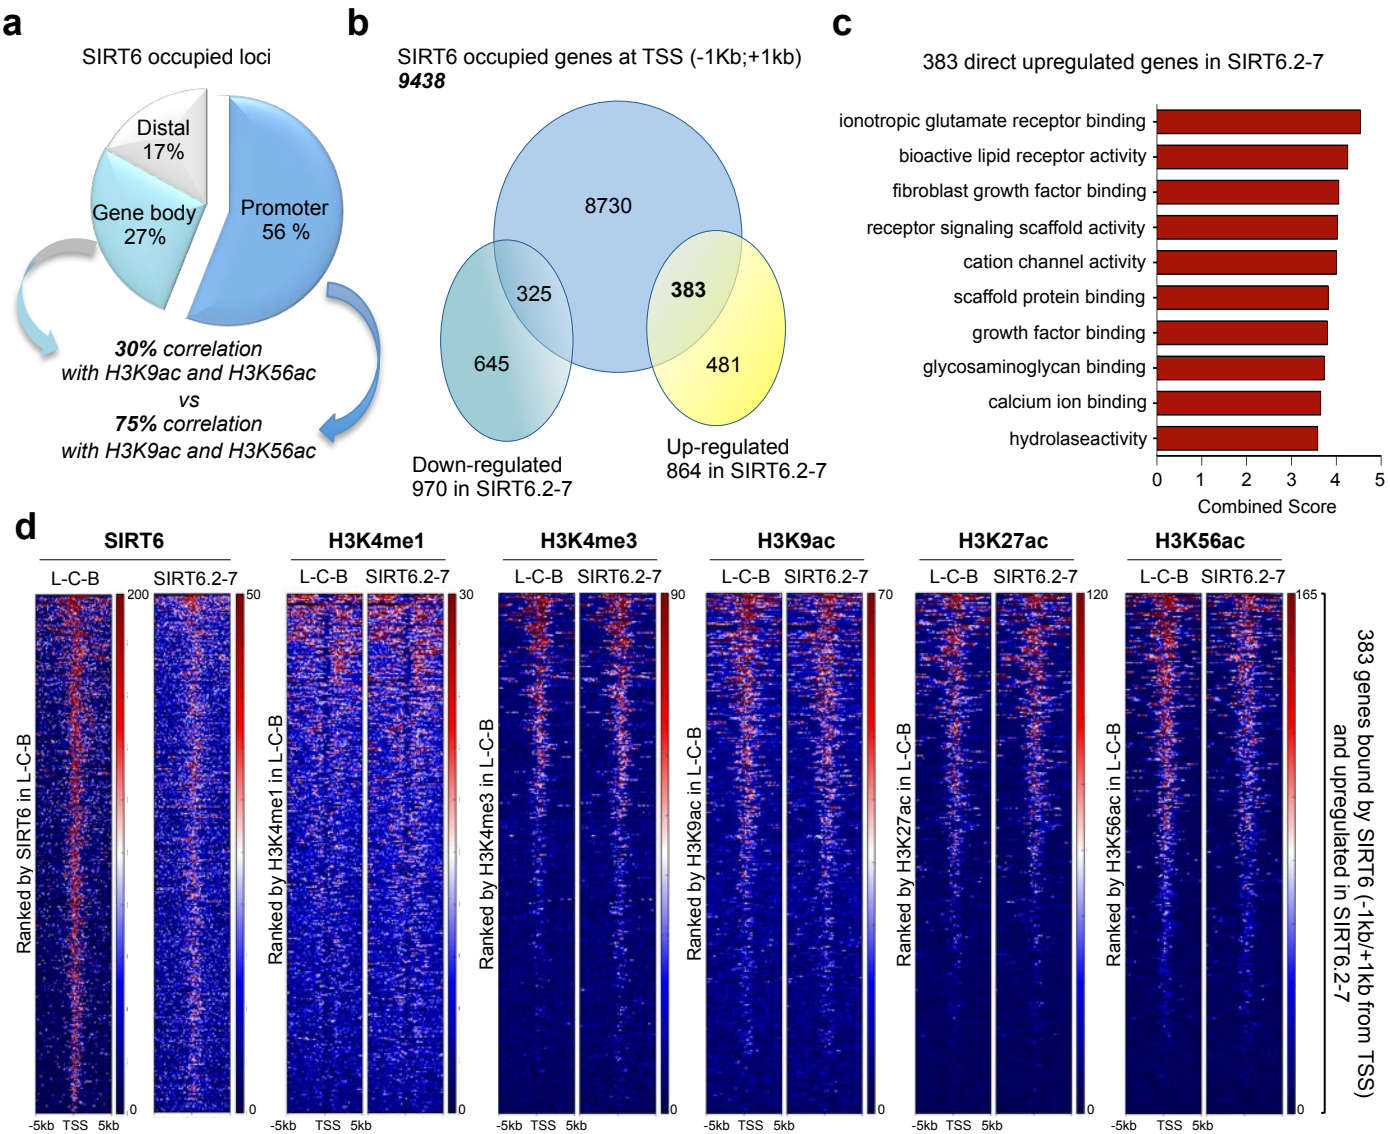 a
SIRT6 occupied loci
Distal
17%
Gene body
27%
Promoter
56 %
30% correlation
with H3K9ac and H3K56ac
vs
75% correlation
with H3K9ac and H3K56ac
b
SIRT6 occupied genes at TSS (-1Kb;+1kb)
9438
8730
325
383
645
481
Down-regulated
970 in SIRT6.2-7
Up-regulated
864 in SIRT6.2-7
c
383 direct upregulated genes in SIRT6.2-7
ionotropic glutamate receptor binding
bioactive lipid receptor activity
fibroblast growth factor binding
receptor signaling scaffold activity
cation channel activity
scaffold protein binding
growth factor binding
glycosaminoglycan binding
calcium ion binding
hydrolaseactivity
0 1 2 3 4 5
Combined Score
d
SIRT6
L-C-B SIRT6.2-7
Ranked by SIRT6 in L-C-B
200
0
50
0
-5kb TSS 5kb
H3K4me1
L-C-B SIRT6.2-7
Ranked by H3K4me1 in L-C-B
30
0
-5kb TSS 5kb
H3K4me3
L-C-B SIRT6.2-7
Ranked by H3K4me3 in L-C-B
90
0
-5kb TSS 5kb
H3K9ac
L-C-B SIRT6.2-7
Ranked by H3K9ac in L-C-B
70
0
-5kb TSS 5kb
H3K27ac
L-C-B SIRT6.2-7
Ranked by H3K27ac in L-C-B
120
0
-5kb TSS 5kb
H3K56ac
L-C-B SIRT6.2-7
Ranked by H3K56ac in L-C-B
165
0
-5kb TSS 5kb
383 genes bound by SIRT6 (-1kb/+1kb from TSS)
and upregulated in SIRT6.2-7